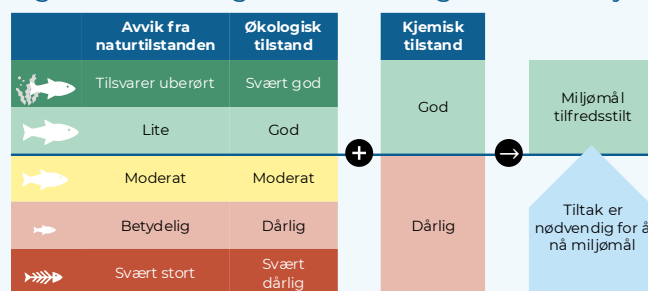 Avvik fra
naturtilstanden
Økologisk
tilstand
Kjemisk
tilstand
Tilsvarer uberørt
Svært god
Lite
God
Moderat
Moderat
Betydelig
Dårlig
Svært stort
Svært
dårlig
+
God
Dårlig
→
Miljømål
tilfredsstilt
Tiltak er
nødvendig for å
nå miljømål